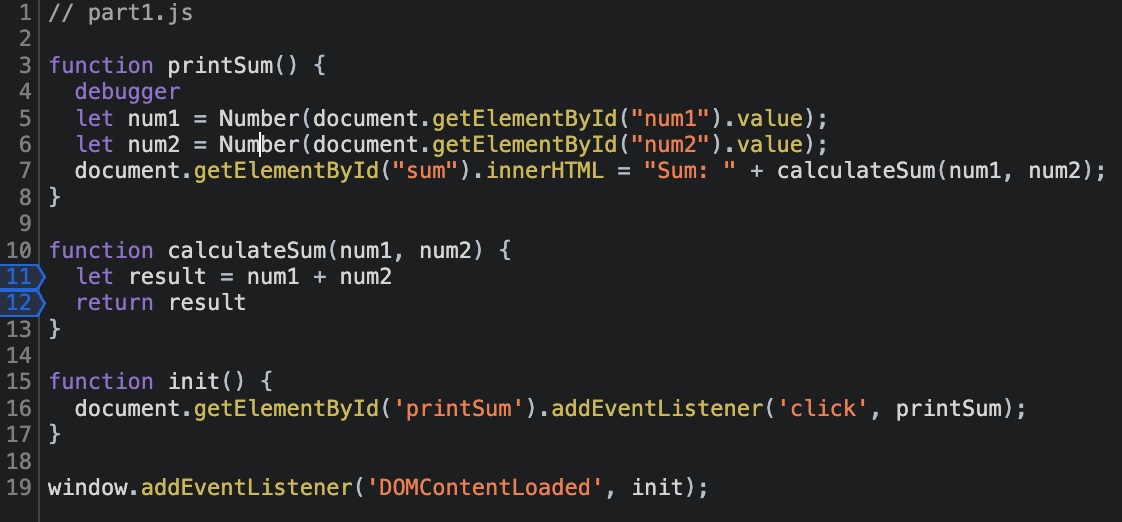 1 // part1.js
2
3 function printSum() {
4   debugger
5   let num1 = Number(document.getElementById("num1").value);
6   let num2 = Number(document.getElementById("num2").value);
7   document.getElementById("sum").innerHTML = "Sum: " + calculateSum(num1, num2);
8 }
9
10 function calculateSum(num1, num2) {
11   let result = num1 + num2
12   return result
13 }
14
15 function init() {
16   document.getElementById('printSum').addEventListener('click', printSum);
17 }
18
19 window.addEventListener('DOMContentLoaded', init);